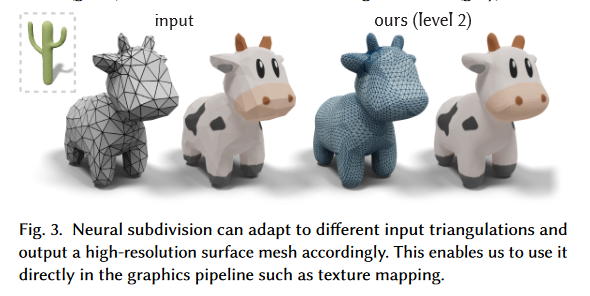 input
ours (level 2)
Fig. 3. Neural subdivision can adapt to different input triangulations and
output a high-resolution surface mesh accordingly. This enables us to use it
directly in the graphics pipeline such as texture mapping.